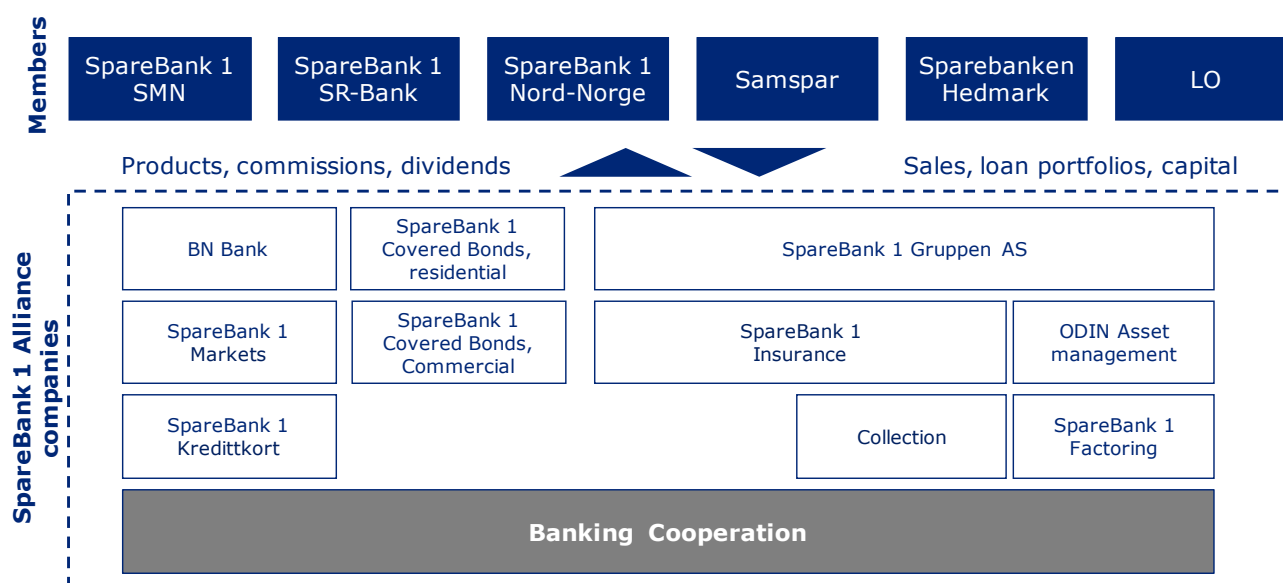 Members
SpareBank 1
SMN
SpareBank 1
SR-Bank
SpareBank 1
Nord-Norge
Samspar
Sparebanken
Hedmark
LO
Products, commissions, dividends
Sales, loan portfolios, capital
SpareBank 1 Alliance
companies
BN Bank
SpareBank 1
Covered Bonds,
residential
SpareBank 1 Gruppen AS
SpareBank 1
Markets
SpareBank 1
Covered Bonds,
Commercial
SpareBank 1
Insurance
ODIN Asset
management
SpareBank 1
Kredittkort
Collection
SpareBank 1
Factoring
Banking Cooperation